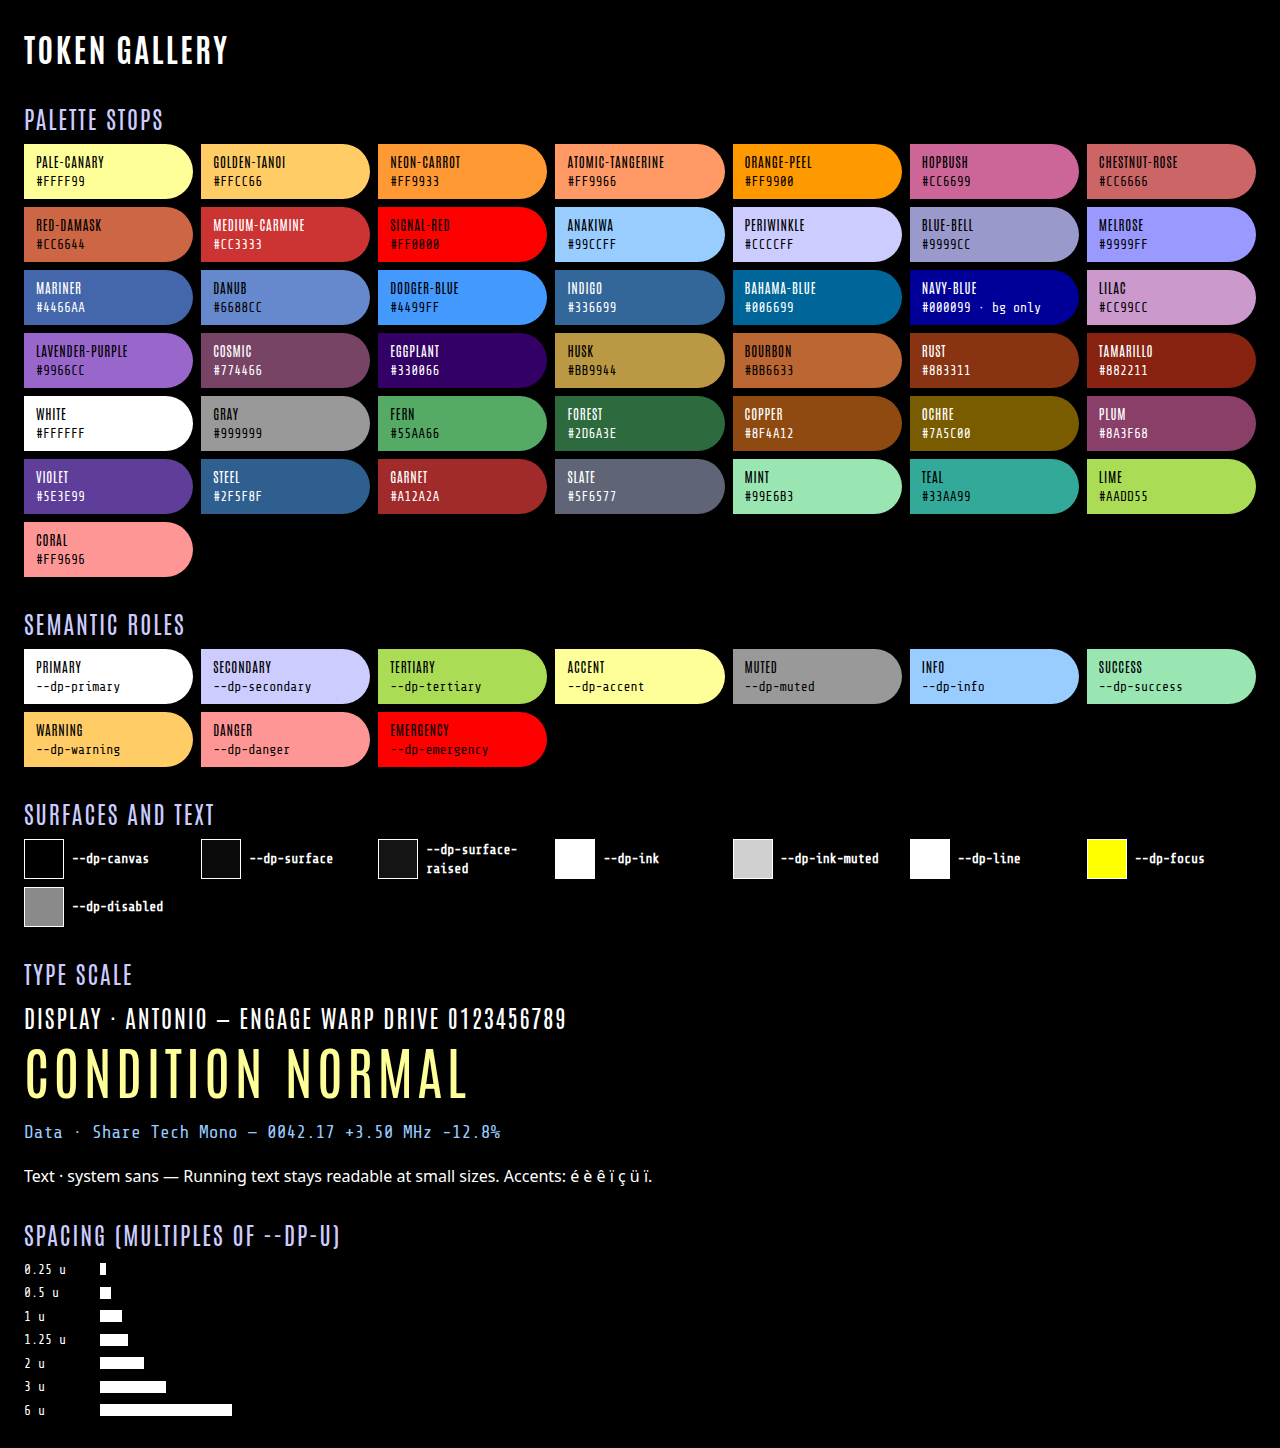 TOKEN GALLERY
PALETTE STOPS
PALE-CANARY
#FFFF99
GOLDEN-TANOI
#FFCC66
NEON-CARROT
#FF9933
ATOMIC-TANGERINE
#FF9966
ORANGE-PEEL
#FF9900
HOPBUSH
#CC6699
CHESTNUT-ROSE
#CC6666
RED-DAMASK
#CC6644
MEDIUM-CARMINE
#CC3333
SIGNAL-RED
#FF0000
ANAKIWA
#99CCFF
PERIWINKLE
#CCCCFF
BLUE-BELL
#9999CC
MELROSE
#9999FF
MARINER
#4466AA
DANUB
#6688CC
DODGER-BLUE
#4499FF
INDIGO
#336699
BAHAMA-BLUE
#006699
NAVY-BLUE
#000099 · bg only
LILAC
#CC99CC
LAVENDER-PURPLE
#9966CC
COSMIC
#774466
EGGPLANT
#330066
HUSK
#BB9944
BOURBON
#BB6633
RUST
#883311
TAMARILLO
#882211
WHITE
#FFFFFF
GRAY
#999999
FERN
#55AA66
FOREST
#2D6A3E
COPPER
#8F4A12
OCHRE
#7A5C00
PLUM
#8A3F68
VIOLET
#5E3E99
STEEL
#2F5F8F
GARNET
#A12A2A
SLATE
#5F6577
MINT
#99E6B3
TEAL
#33AA99
LIME
#AADD55
CORAL
#FF9696
SEMANTIC ROLES
PRIMARY
--dp-primary
SECONDARY
--dp-secondary
TERTIARY
--dp-tertiary
ACCENT
--dp-accent
MUTED
--dp-muted
INFO
--dp-info
SUCCESS
--dp-success
WARNING
--dp-warning
DANGER
--dp-danger
EMERGENCY
--dp-emergency
SURFACES AND TEXT
--dp-canvas
--dp-surface
--dp-surface-
raised
--dp-ink
--dp-ink-muted
--dp-line
--dp-focus
--dp-disabled
TYPE SCALE
DISPLAY · ANTONIO — ENGAGE WARP DRIVE 0123456789
CONDITION NORMAL
Data · Share Tech Mono — 0042.17 +3.50 MHz −12.8%
Text · system sans — Running text stays readable at small sizes. Accents: é è ê ï ç ü ï.
SPACING (MULTIPLES OF --DP-U)
0.25 u
0.5 u
1 u
1.25 u
2 u
3 u
6 u